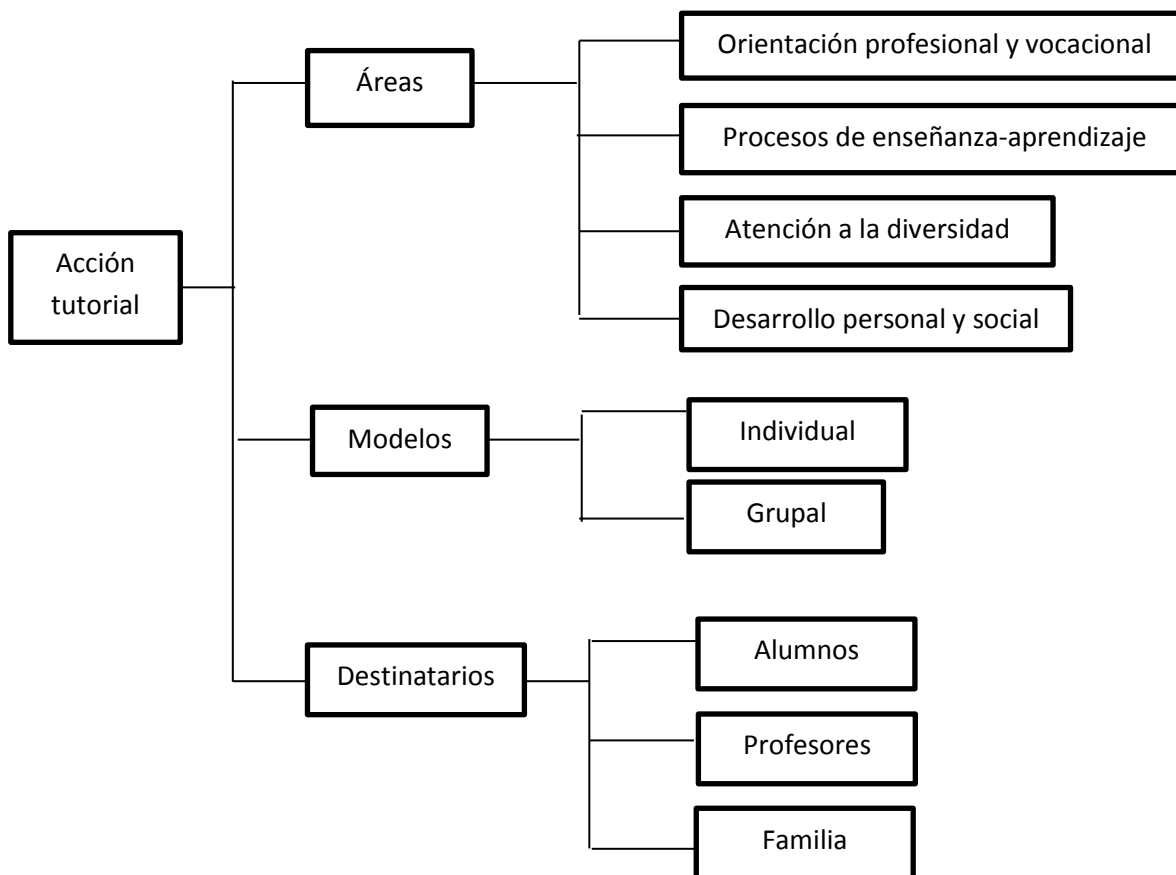 Orientación profesional y vocacional
Áreas
Procesos de enseñanza-aprendizaje
Atención a la diversidad
Acción
tutorial
Desarrollo personal y social
Individual
Modelos
Grupal
Alumnos
Destinatarios
Profesores
Familia